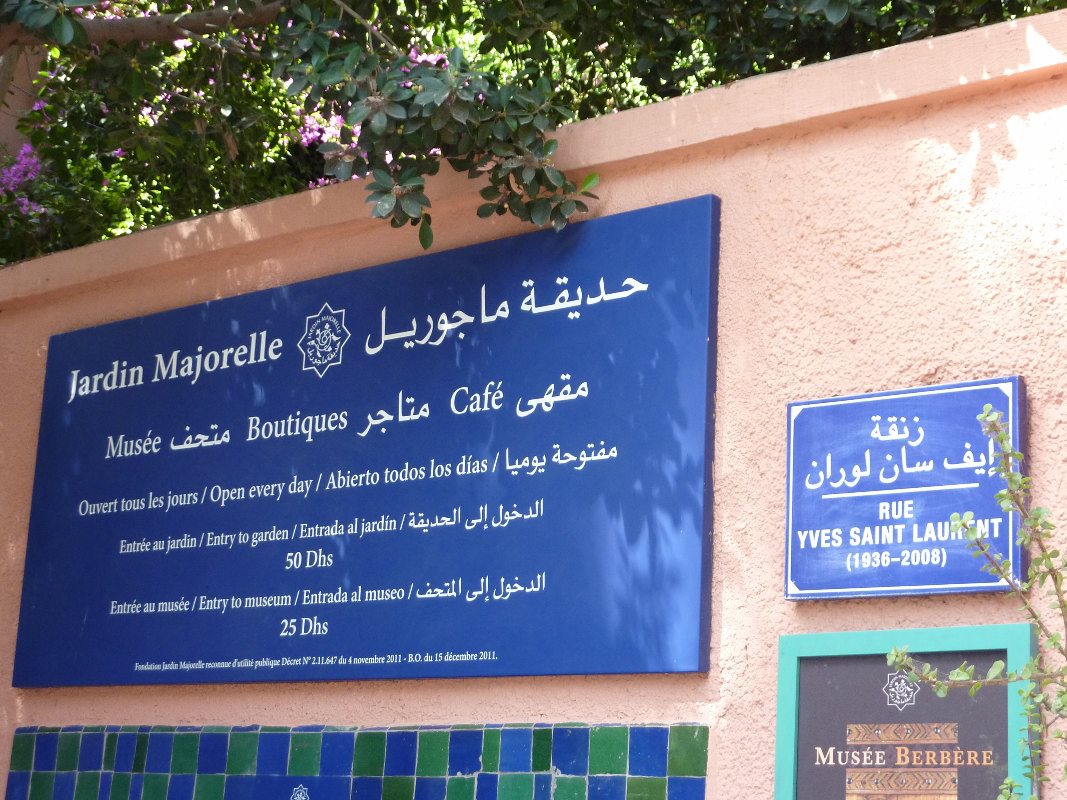 Jardin Majorelle حديقة ماجوريل
Musée متحف Boutiques متاجر Café مقهى
Ouvert tous les jours / Open every day / Abierto todos los días / مفتوحة يوميا
Entrée au jardin / Entry to garden / Entrada al jardín / الدخول إلى الحديقة
50 Dhs
Entrée au musée / Entry to museum / Entrada al museo / الدخول إلى المتحف
25 Dhs
Fondation Jardin Majorelle reconnue d'utilité publique Décret N° 2.11.647 du 4 novembre 2011 - B.O. du 15 décembre 2011.
زنقة
إيف سان لوران
RUE
YVES SAINT LAURENT
(1936–2008)
MUSÉE BERBÈRE